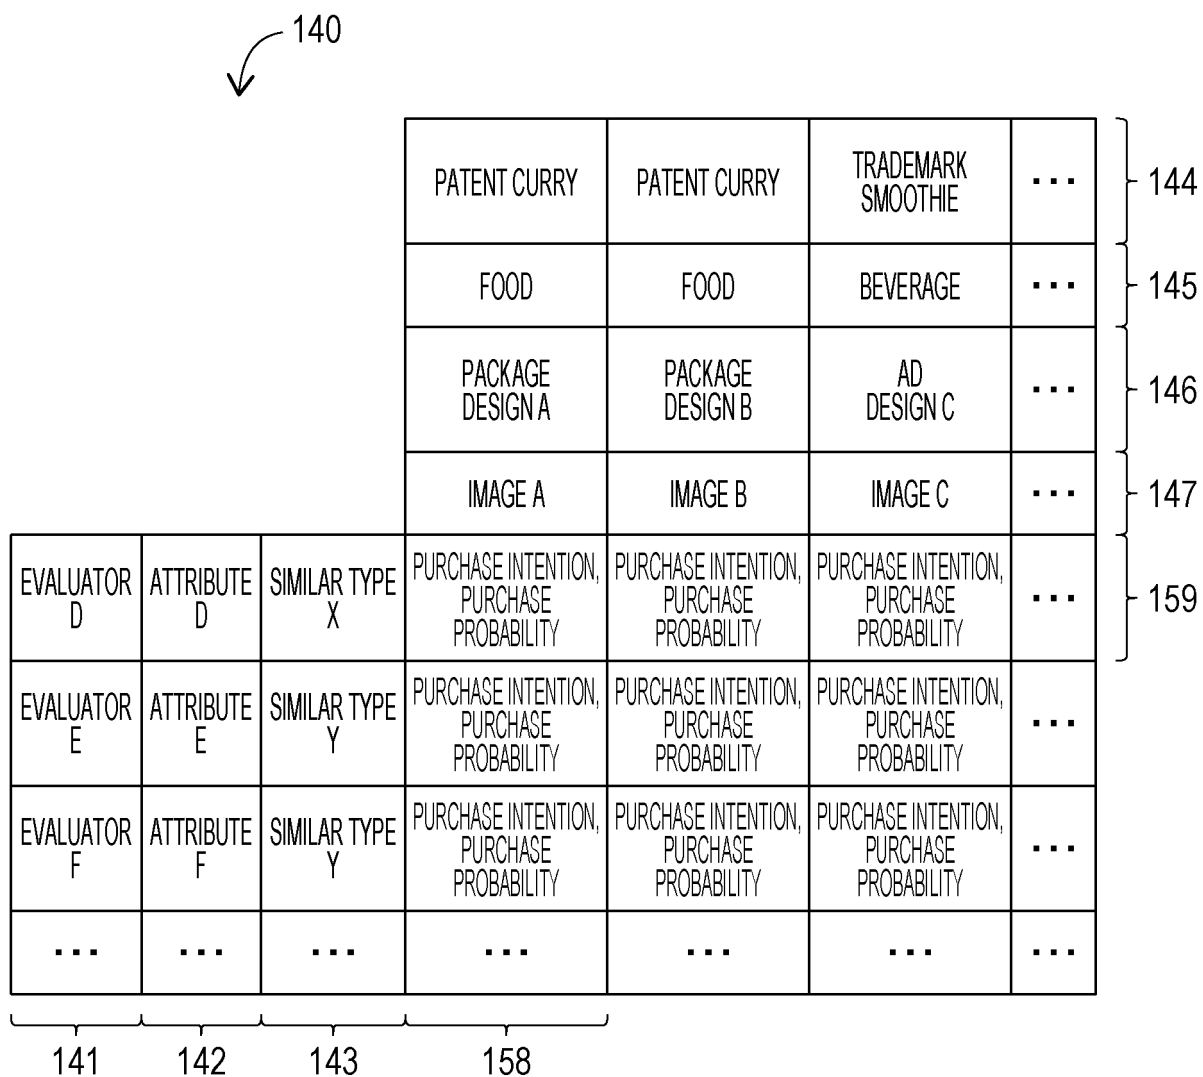 140
PATENT CURRY
PATENT CURRY
TRADEMARK
SMOOTHIE
...
144
FOOD
FOOD
BEVERAGE
...
145
PACKAGE
DESIGN A
PACKAGE
DESIGN B
AD
DESIGN C
...
146
IMAGE A
IMAGE B
IMAGE C
...
147
EVALUATOR
D
ATTRIBUTE
D
SIMILAR TYPE
X
PURCHASE INTENTION,
PURCHASE
PROBABILITY
PURCHASE INTENTION,
PURCHASE
PROBABILITY
PURCHASE INTENTION,
PURCHASE
PROBABILITY
...
159
EVALUATOR
E
ATTRIBUTE
E
SIMILAR TYPE
Y
PURCHASE INTENTION,
PURCHASE
PROBABILITY
PURCHASE INTENTION,
PURCHASE
PROBABILITY
PURCHASE INTENTION,
PURCHASE
PROBABILITY
...
EVALUATOR
F
ATTRIBUTE
F
SIMILAR TYPE
Y
PURCHASE INTENTION,
PURCHASE
PROBABILITY
PURCHASE INTENTION,
PURCHASE
PROBABILITY
PURCHASE INTENTION,
PURCHASE
PROBABILITY
...
...
...
...
...
...
...
...
141
142
143
158